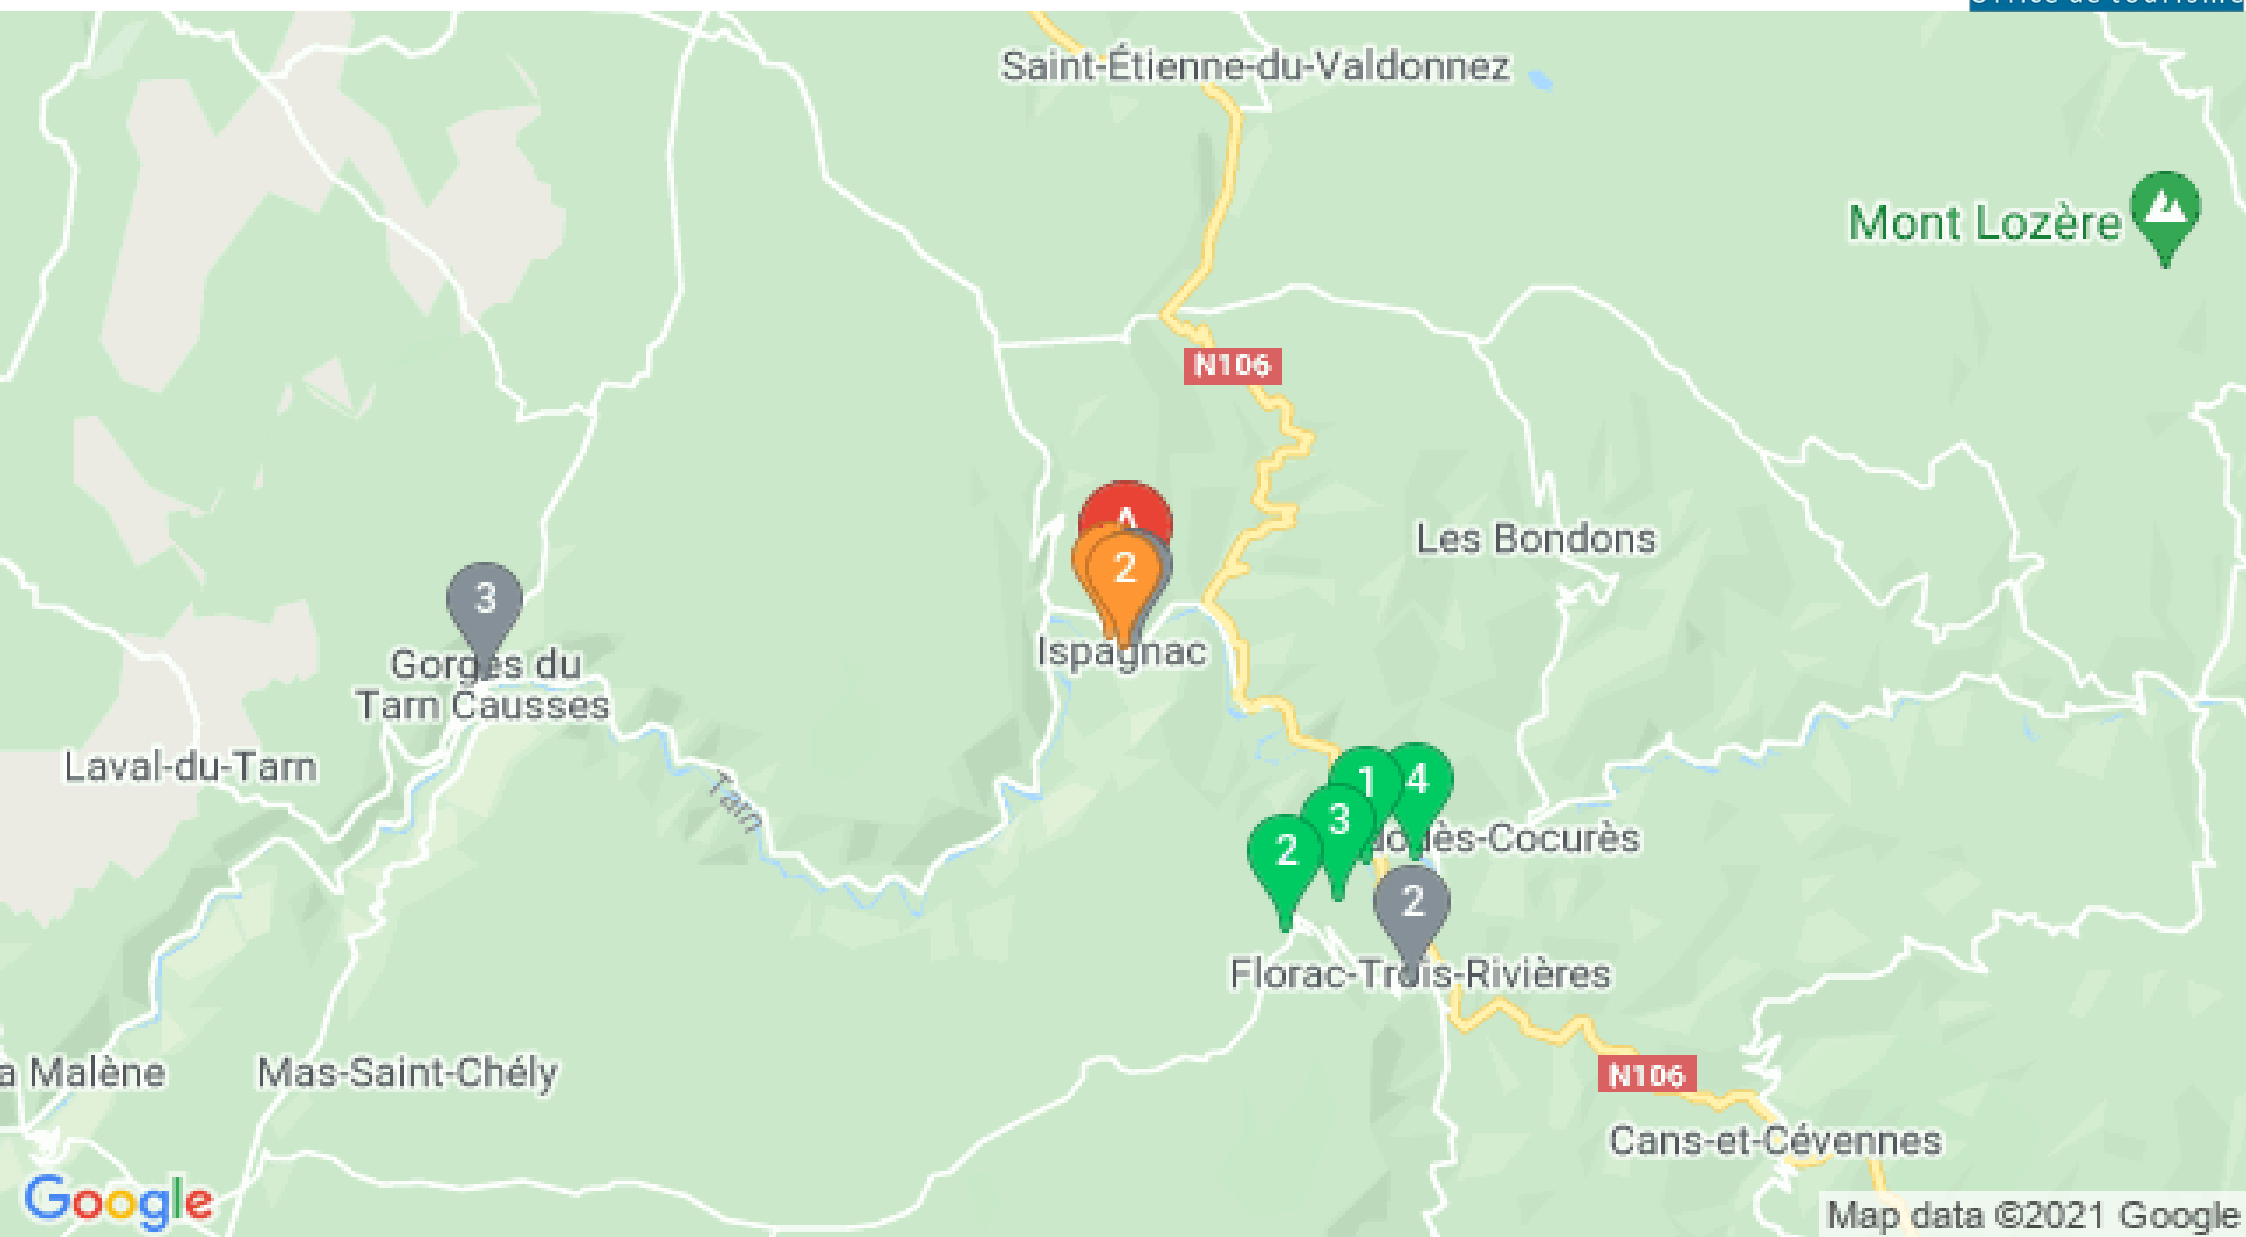 Saint-Étienne-du-Valdonnez
Mont Lozère
N106
A
Les Bondons
2
3
Ispagnac
Gorges du
Tarn Causses
Laval-du-Tarn
Tarn
1
4
3
2
2
Florac-Trois-Rivières
Malène
Mas-Saint-Chély
N106
Cans-et-Cévennes
Google
Map data ©2021 Google